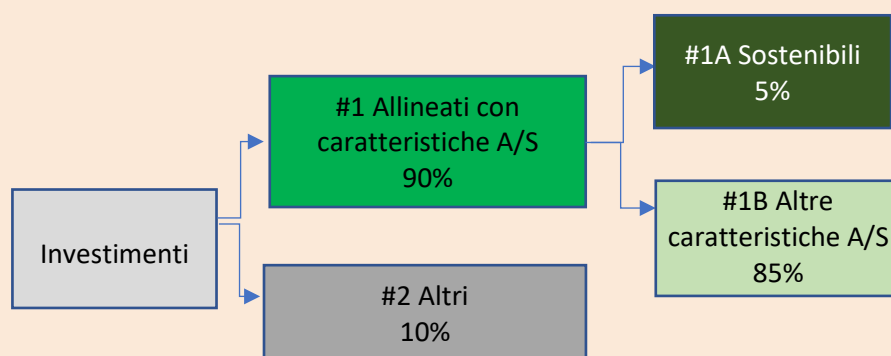 Investimenti
#1 Allineati con
caratteristiche A/S
90%
#2 Altri
10%
#1A Sostenibili
5%
#1B Altre
caratteristiche A/S
85%